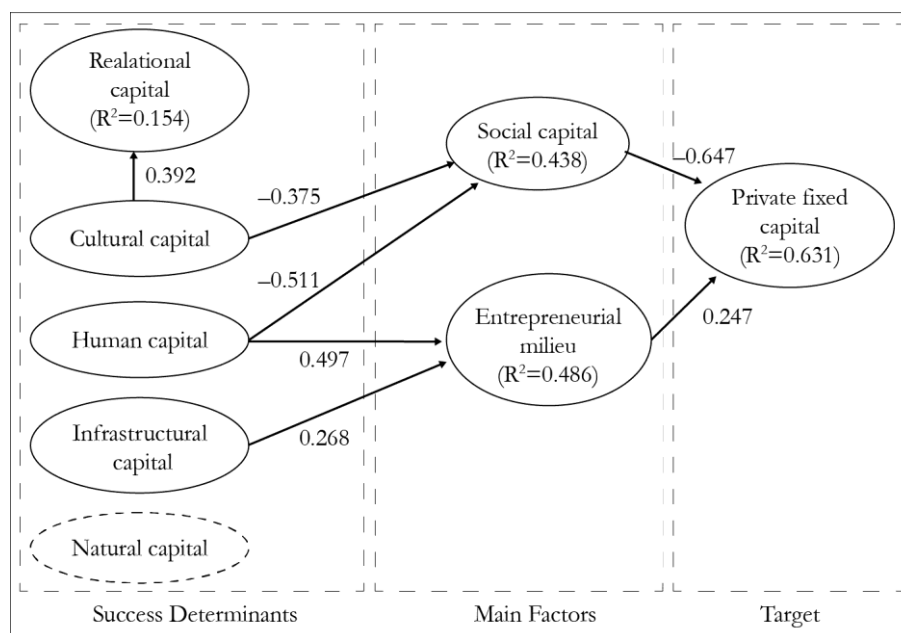 Realational
capital
(R²=0.154)
0.392
Cultural capital
Human capital
Infrastructural
capital
Natural capital
–0.375
–0.511
0.497
0.268
Social capital
(R²=0.438)
Entrepreneurial
milieu
(R²=0.486)
–0.647
0.247
Private fixed
capital
(R²=0.631)
Success Determinants
Main Factors
Target